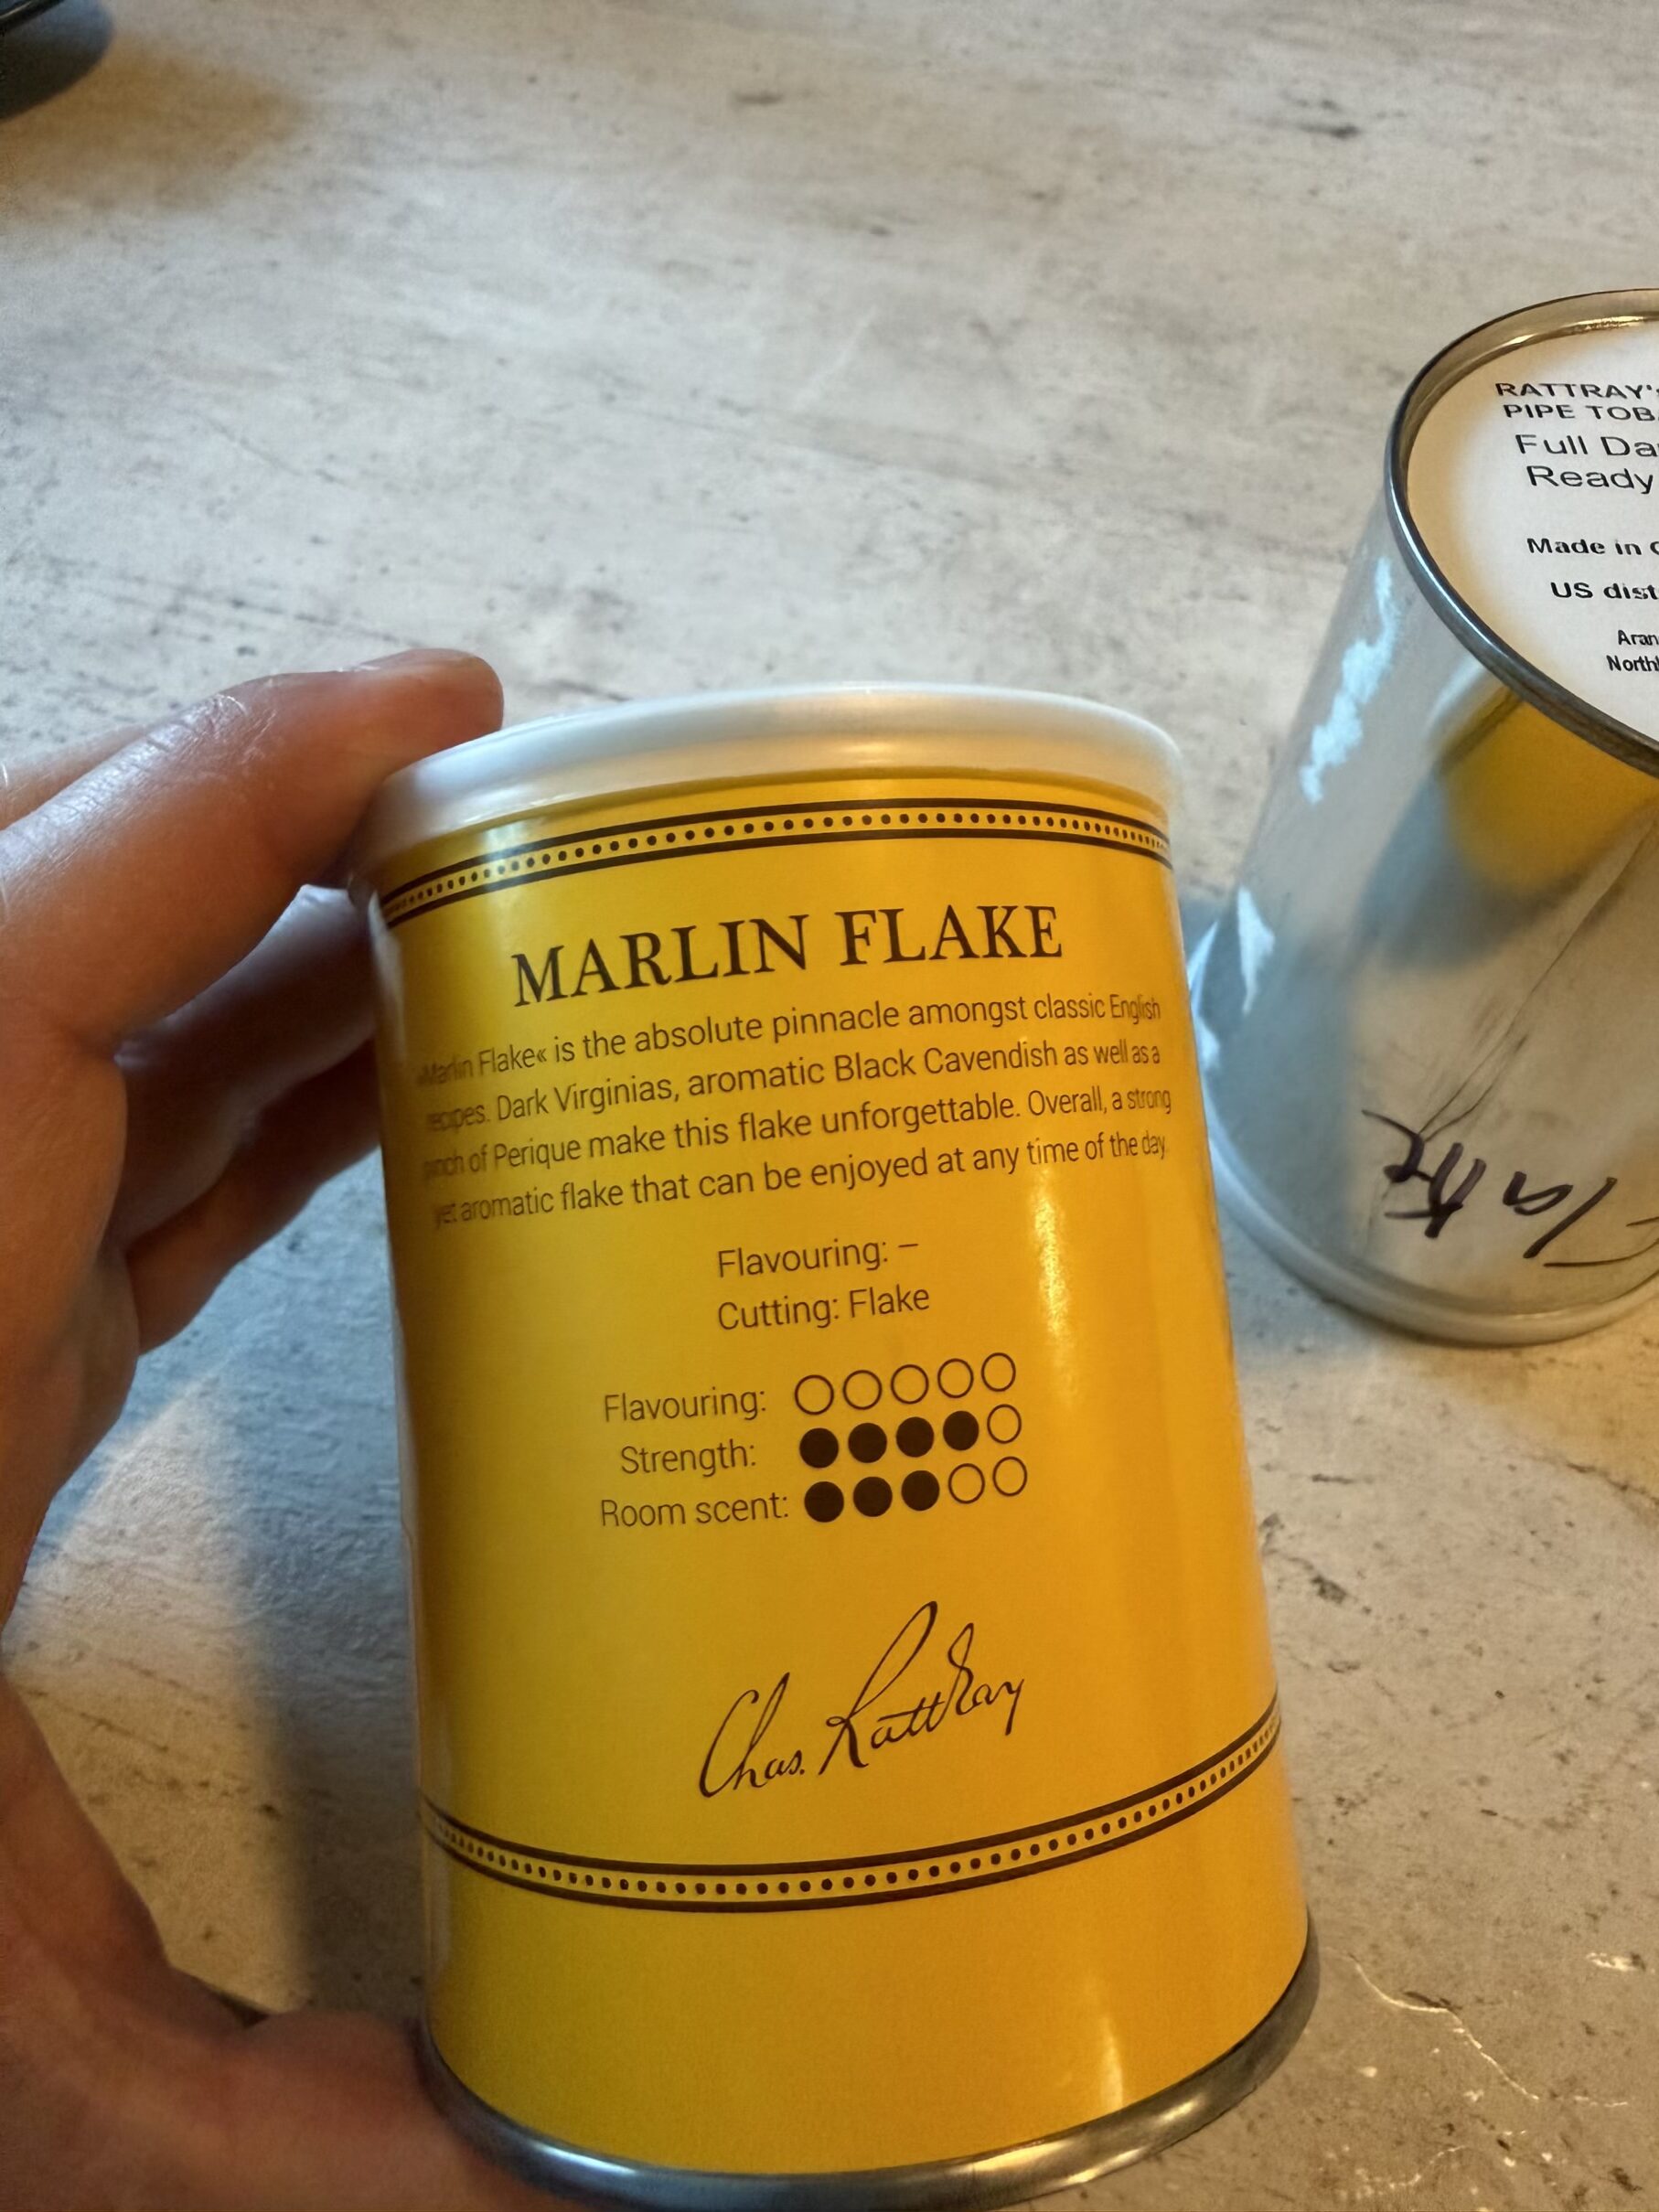 MARLIN FLAKE
»Marlin Flake« is the absolute pinnacle amongst classic English
recipes. Dark Virginias, aromatic Black Cavendish as well as a
pinch of Perique make this flake unforgettable. Overall, a strong
yet aromatic flake that can be enjoyed at any time of the day
Flavouring: –
Cutting: Flake
Flavouring:
Strength:
Room scent:
Chas. Rattray
RATTRAY's
PIPE TOB
Full Da
Ready
Made in
US dist
Aran
North